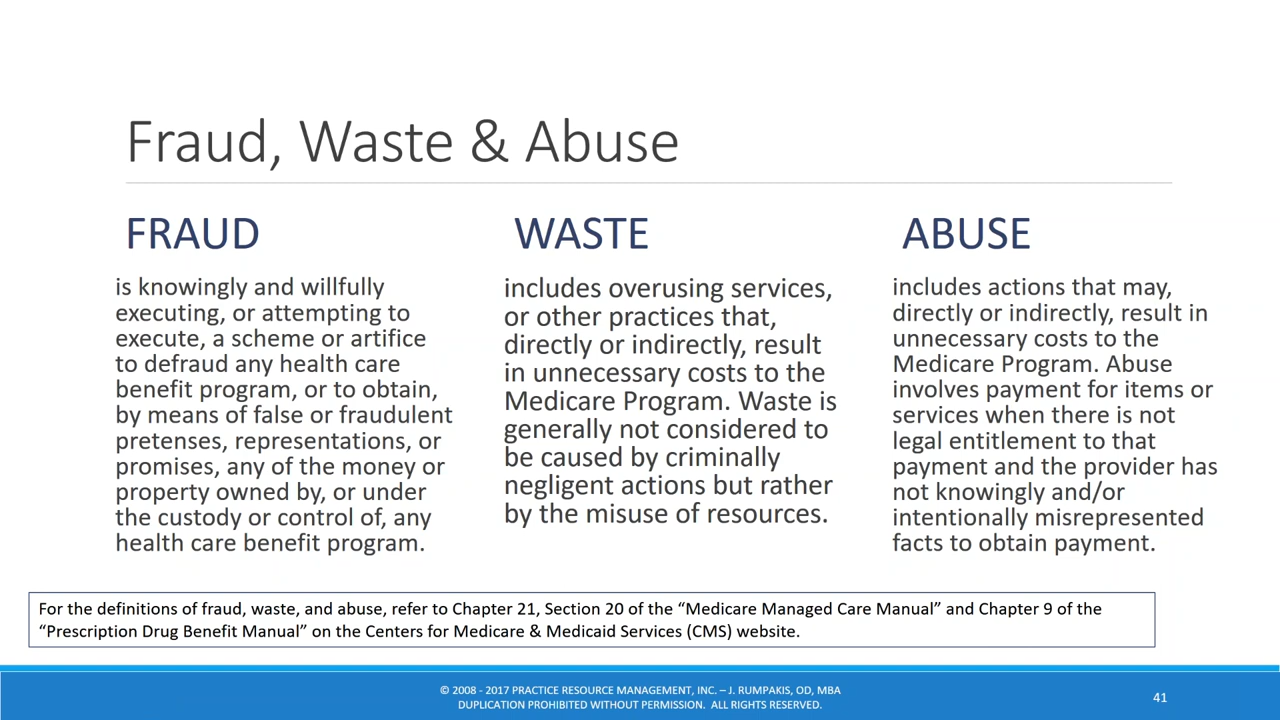 Fraud, Waste & Abuse
FRAUD
is knowingly and willfully
executing, or attempting to
execute, a scheme or artifice
to defraud any health care
benefit program, or to obtain,
by means of false or fraudulent
pretenses, representations, or
promises, any of the money or
property owned by, or under
the custody or control of, any
health care benefit program.
WASTE
includes overusing services,
or other practices that,
directly or indirectly, result
in unnecessary costs to the
Medicare Program. Waste is
generally not considered to
be caused by criminally
negligent actions but rather
by the misuse of resources.
ABUSE
includes actions that may,
directly or indirectly, result in
unnecessary costs to the
Medicare Program. Abuse
involves payment for items or
services when there is not
legal entitlement to that
payment and the provider has
not knowingly and/or
intentionally misrepresented
facts to obtain payment.
For the definitions of fraud, waste, and abuse, refer to Chapter 21, Section 20 of the “Medicare Managed Care Manual” and Chapter 9 of the
“Prescription Drug Benefit Manual” on the Centers for Medicare & Medicaid Services (CMS) website.
© 2008 - 2017 PRACTICE RESOURCE MANAGEMENT, INC. – J. RUMPAKIS, OD, MBA
DUPLICATION PROHIBITED WITHOUT PERMISSION. ALL RIGHTS RESERVED.
41